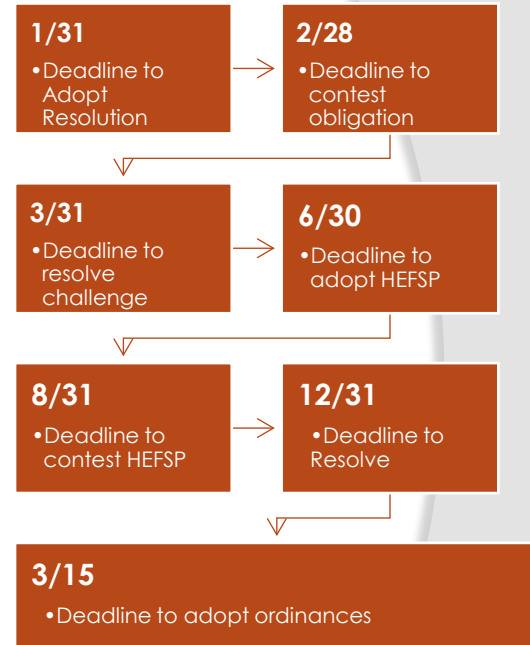 1/31
•Deadline to
Adopt
Resolution
2/28
•Deadline to
contest
obligation
3/31
•Deadline to
resolve
challenge
6/30
•Deadline to
adopt HEFSP
8/31
•Deadline to
contest HEFSP
12/31
•Deadline to
Resolve
3/15
•Deadline to adopt ordinances